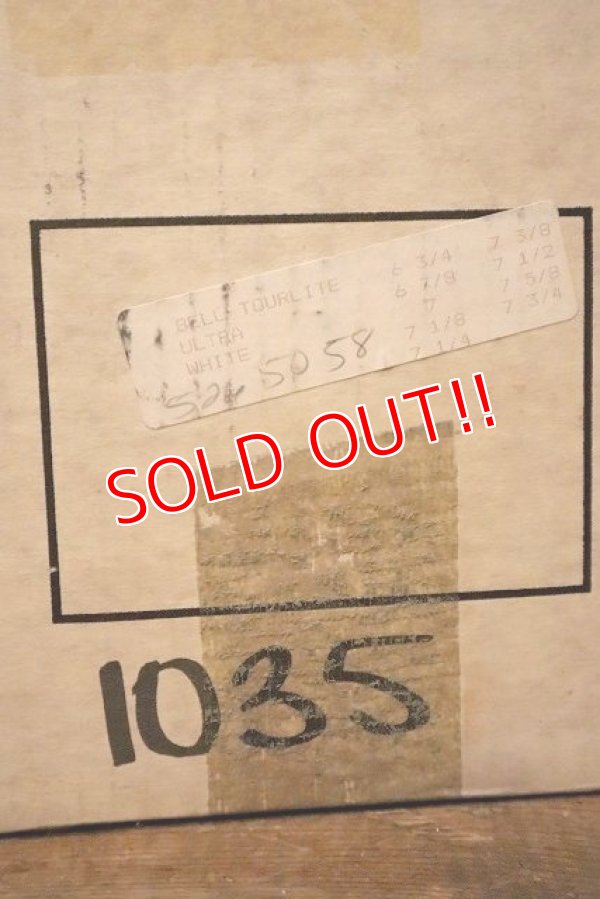 BELL TOURLITE 6 3/4 7 3/8
ULTRA 6 7/8 7 1/2
WHITE 7 7 5/8
7 1/8 7 3/4
7 1/4
5058
SOLD OUT!!
1035